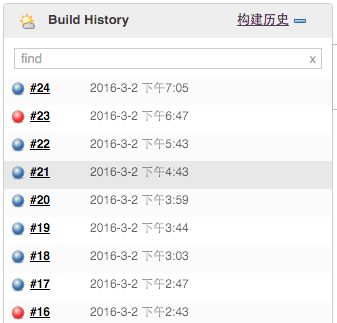 Build History 构建历史
find x
#24 2016-3-2 下午7:05
#23 2016-3-2 下午6:47
#22 2016-3-2 下午5:43
#21 2016-3-2 下午4:43
#20 2016-3-2 下午3:59
#19 2016-3-2 下午3:44
#18 2016-3-2 下午3:03
#17 2016-3-2 下午2:47
#16 2016-3-2 下午2:43